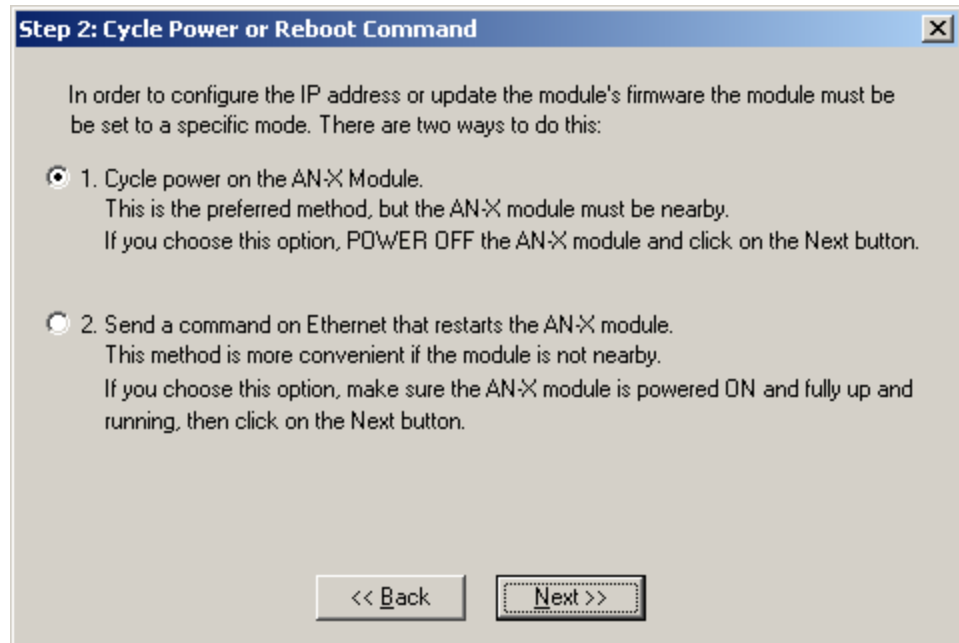 Step 2: Cycle Power or Reboot Command
In order to configure the IP address or update the module's firmware the module must be
be set to a specific mode. There are two ways to do this:
1. Cycle power on the AN-X Module.
This is the preferred method, but the AN-X module must be nearby.
If you choose this option, POWER OFF the AN-X module and click on the Next button.
2. Send a command on Ethernet that restarts the AN-X module.
This method is more convenient if the module is not nearby.
If you choose this option, make sure the AN-X module is powered ON and fully up and
running, then click on the Next button.
<< Back Next >>